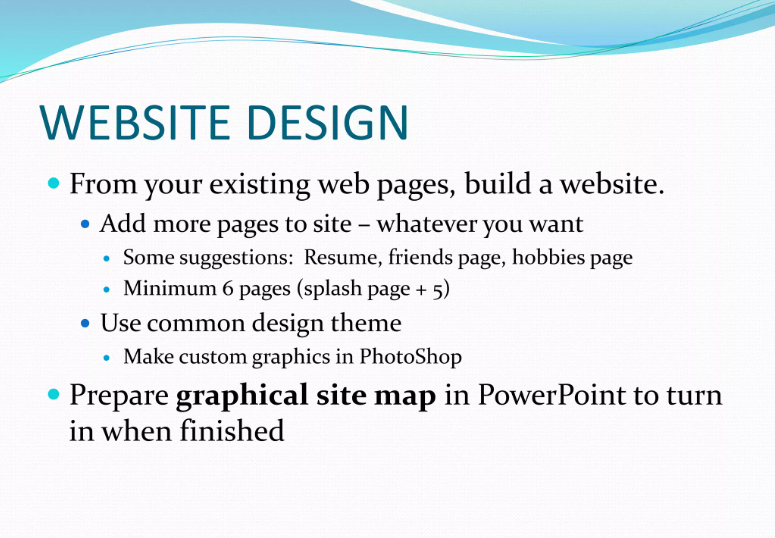 WEBSITE DESIGN
• From your existing web pages, build a website.
• Add more pages to site – whatever you want
• Some suggestions:  Resume, friends page, hobbies page
• Minimum 6 pages (splash page + 5)
• Use common design theme
• Make custom graphics in PhotoShop
• Prepare graphical site map in PowerPoint to turn
in when finished